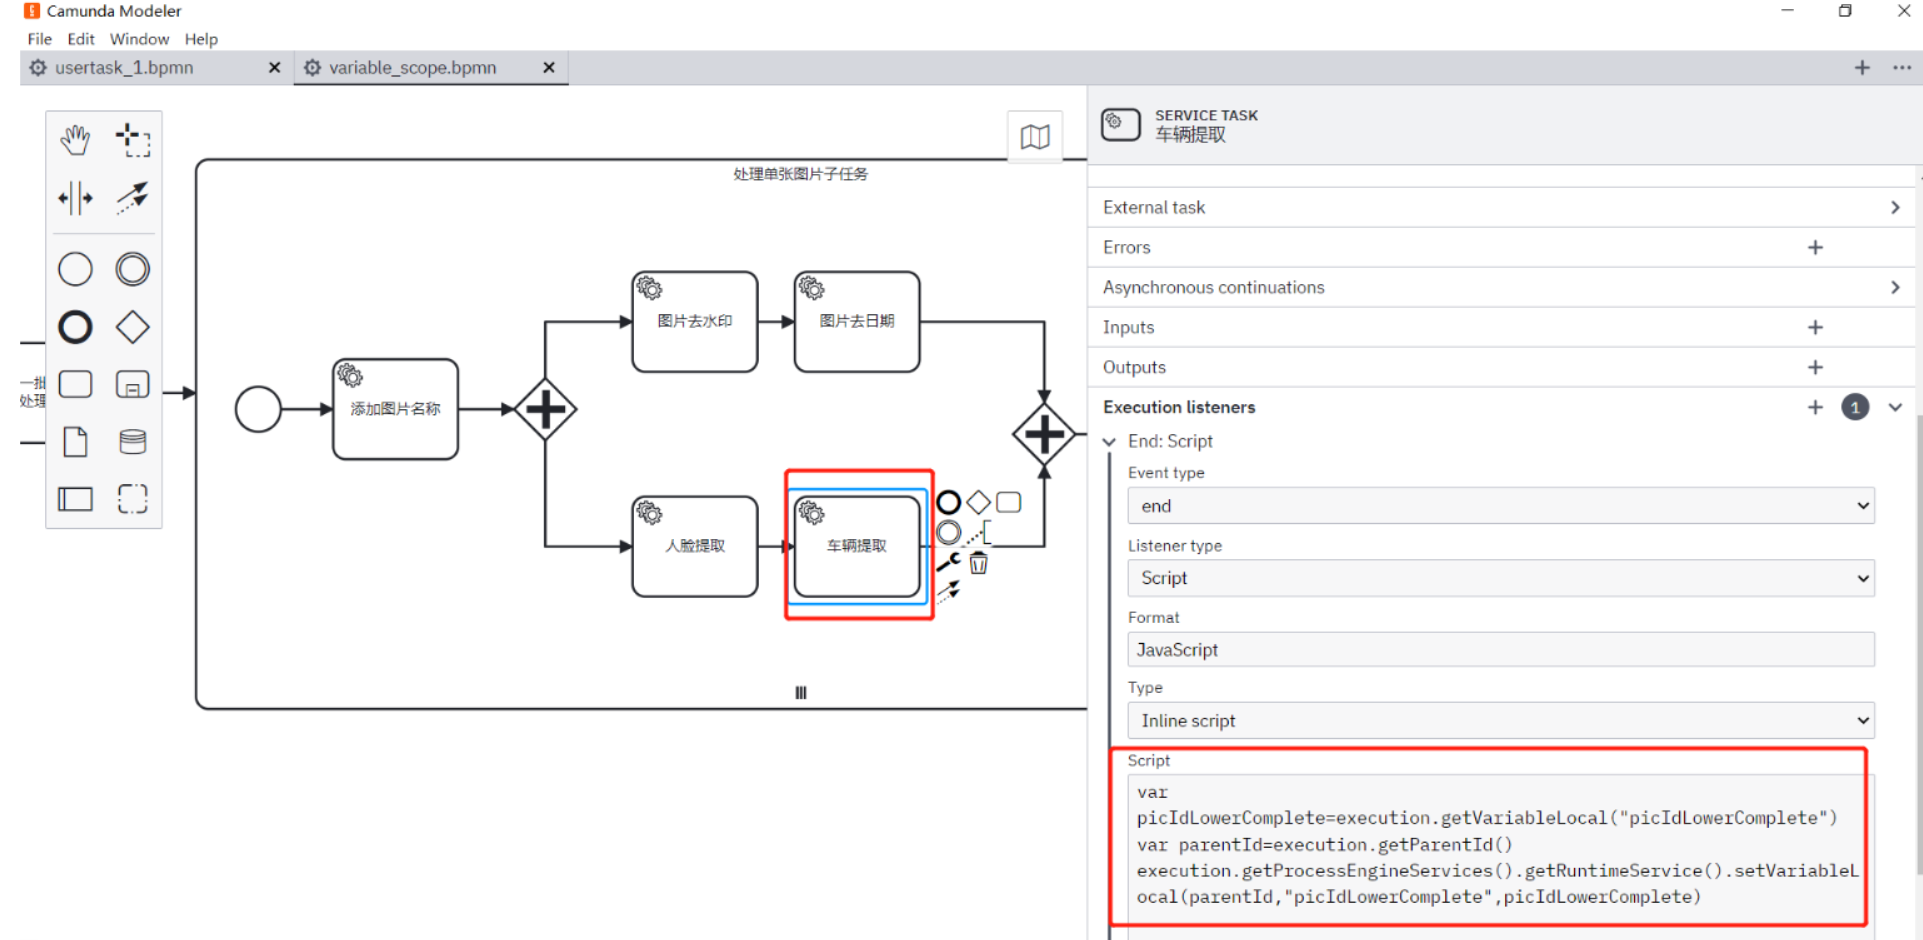 Camunda Modeler
File Edit Window Help
usertask_1.bpmn
variable_scope.bpmn
处理单张图片子任务
一批
处理
添加图片名称
图片去水印
图片去日期
人脸提取
车辆提取
SERVICE TASK
车辆提取
External task
Errors
Asynchronous continuations
Inputs
Outputs
Execution listeners
1
End: Script
Event type
end
Listener type
Script
Format
JavaScript
Type
Inline script
Script
var
picIdLowerComplete=execution.getVariableLocal("picIdLowerComplete")
var parentId=execution.getParentId()
execution.getProcessEngineServices().getRuntimeService().setVariableL
ocal(parentId,"picIdLowerComplete",picIdLowerComplete)